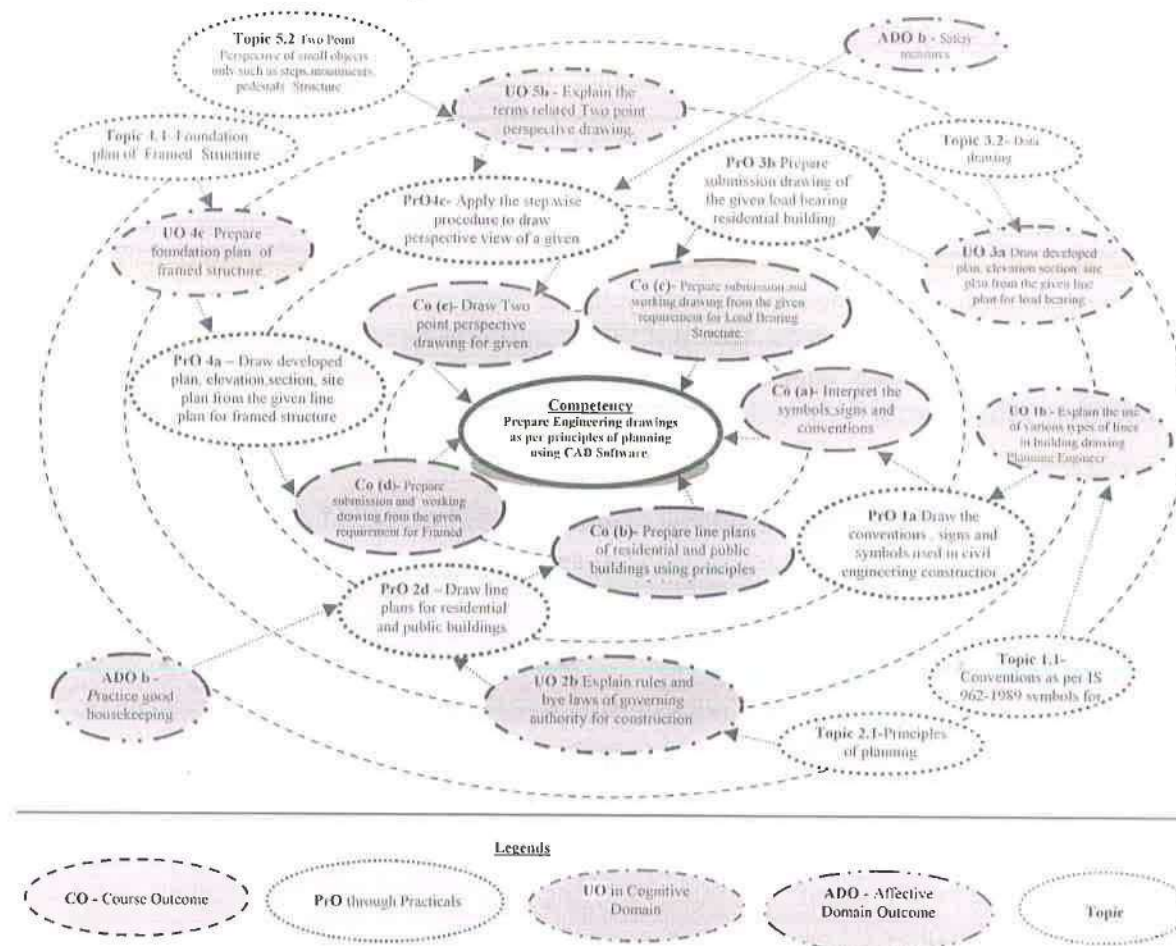 Topic 5.2 Two Point
Perspective of small objects
only such as steps, monuments,
pedestals Structure
ADO b - Safety
measures
UO 5b - Explain the
terms related Two point
perspective drawing.
Topic 4.1- Foundation
plan of Framed Structure
Topic 3.2- Data
drawing
PrO 3b Prepare
submission drawing of
the given load bearing
residential building
PrO4e- Apply the step wise
procedure to draw
perspective view of a given
UO 4c Prepare
foundation plan of
framed structure
UO 3a Draw developed
plan, elevation section, site
plan from the given line
plan for load bearing
Co (c)- Prepare submission and
working drawing from the given
requirement for Load Bearing
Structure.
Co (e)- Draw Two
point perspective
drawing for given
PrO 4a – Draw developed
plan, elevation,section, site
plan from the given line
plan for framed structure
Co (a)- Interpret the
symbols,signs and
conventions
Competency
Prepare Engineering drawings
as per principles of planning
using CAD Software
UO 1b - Explain the use
of various types of lines
in building drawing
Planning Engineer
Co (d)- Prepare
submission and working
drawing from the given
requirement for Framed
Co (b)- Prepare line plans
of residential and public
buildings using principles
PrO 1a Draw the
conventions , signs and
symbols used in civil
engineering construction
PrO 2d – Draw line
plans for residential
and public buildings
ADO b -
Practice good
housekeeping
UO 2b Explain rules and
bye laws of governing
authority for construction
Topic 1.1-
Conventions as per IS
962-1989 symbols for
Topic 2.1-Principles
of planning
Legends
CO - Course Outcome
PrO through Practicals
UO in Cognitive
Domain
ADO - Affective
Domain Outcome
Topic